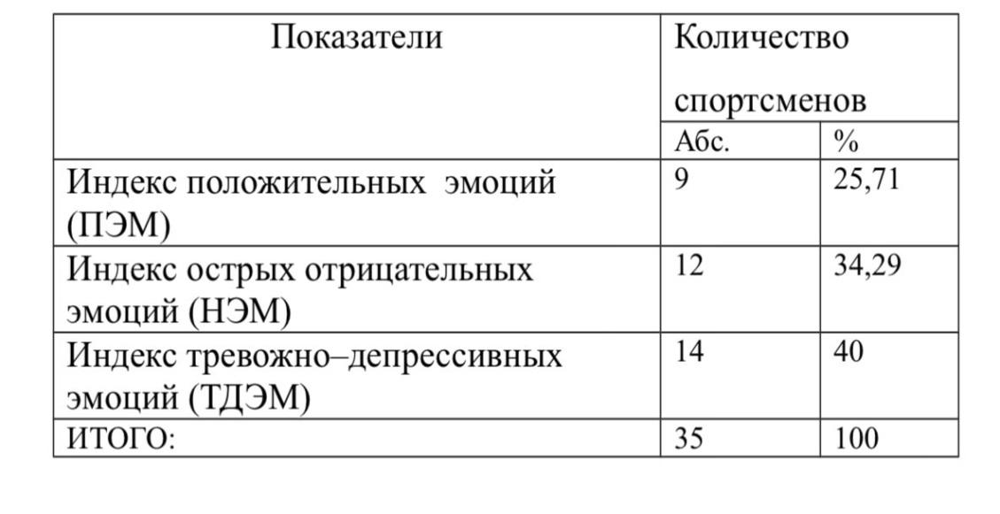 Показатели
Количество
спортсменов
Абс.
%
Индекс положительных эмоций
(ПЭМ)
9
25,71
Индекс острых отрицательных
эмоций (НЭМ)
12
34,29
Индекс тревожно–депрессивных
эмоций (ТДЭМ)
14
40
ИТОГО:
35
100